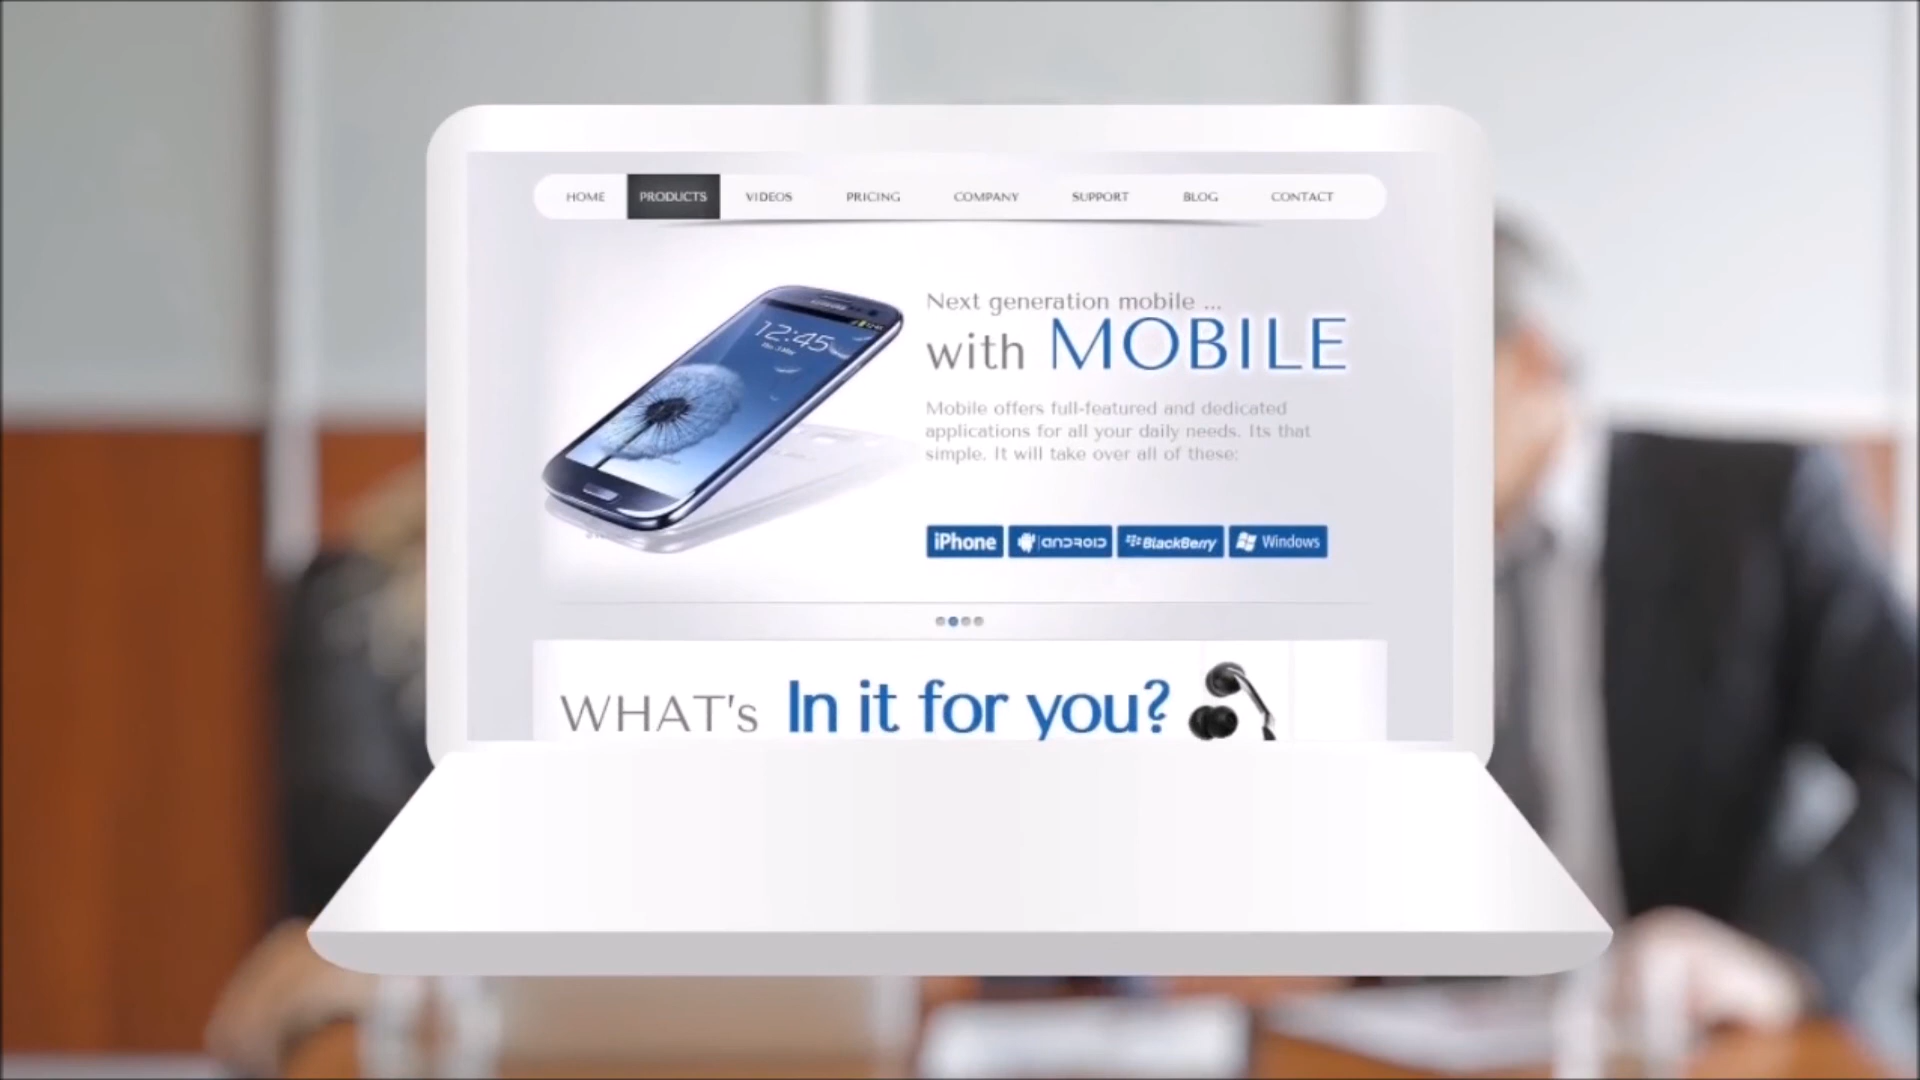 HOME PRODUCTS VIDEOS PRICING COMPANY SUPPORT BLOG CONTACT
12:45
Next generation mobile ...
with MOBILE
Mobile offers full-featured and dedicated
applications for all your daily needs. Its that
simple. It will take over all of these:
iPhone ANDROID BlackBerry Windows
WHAT's In it for you?